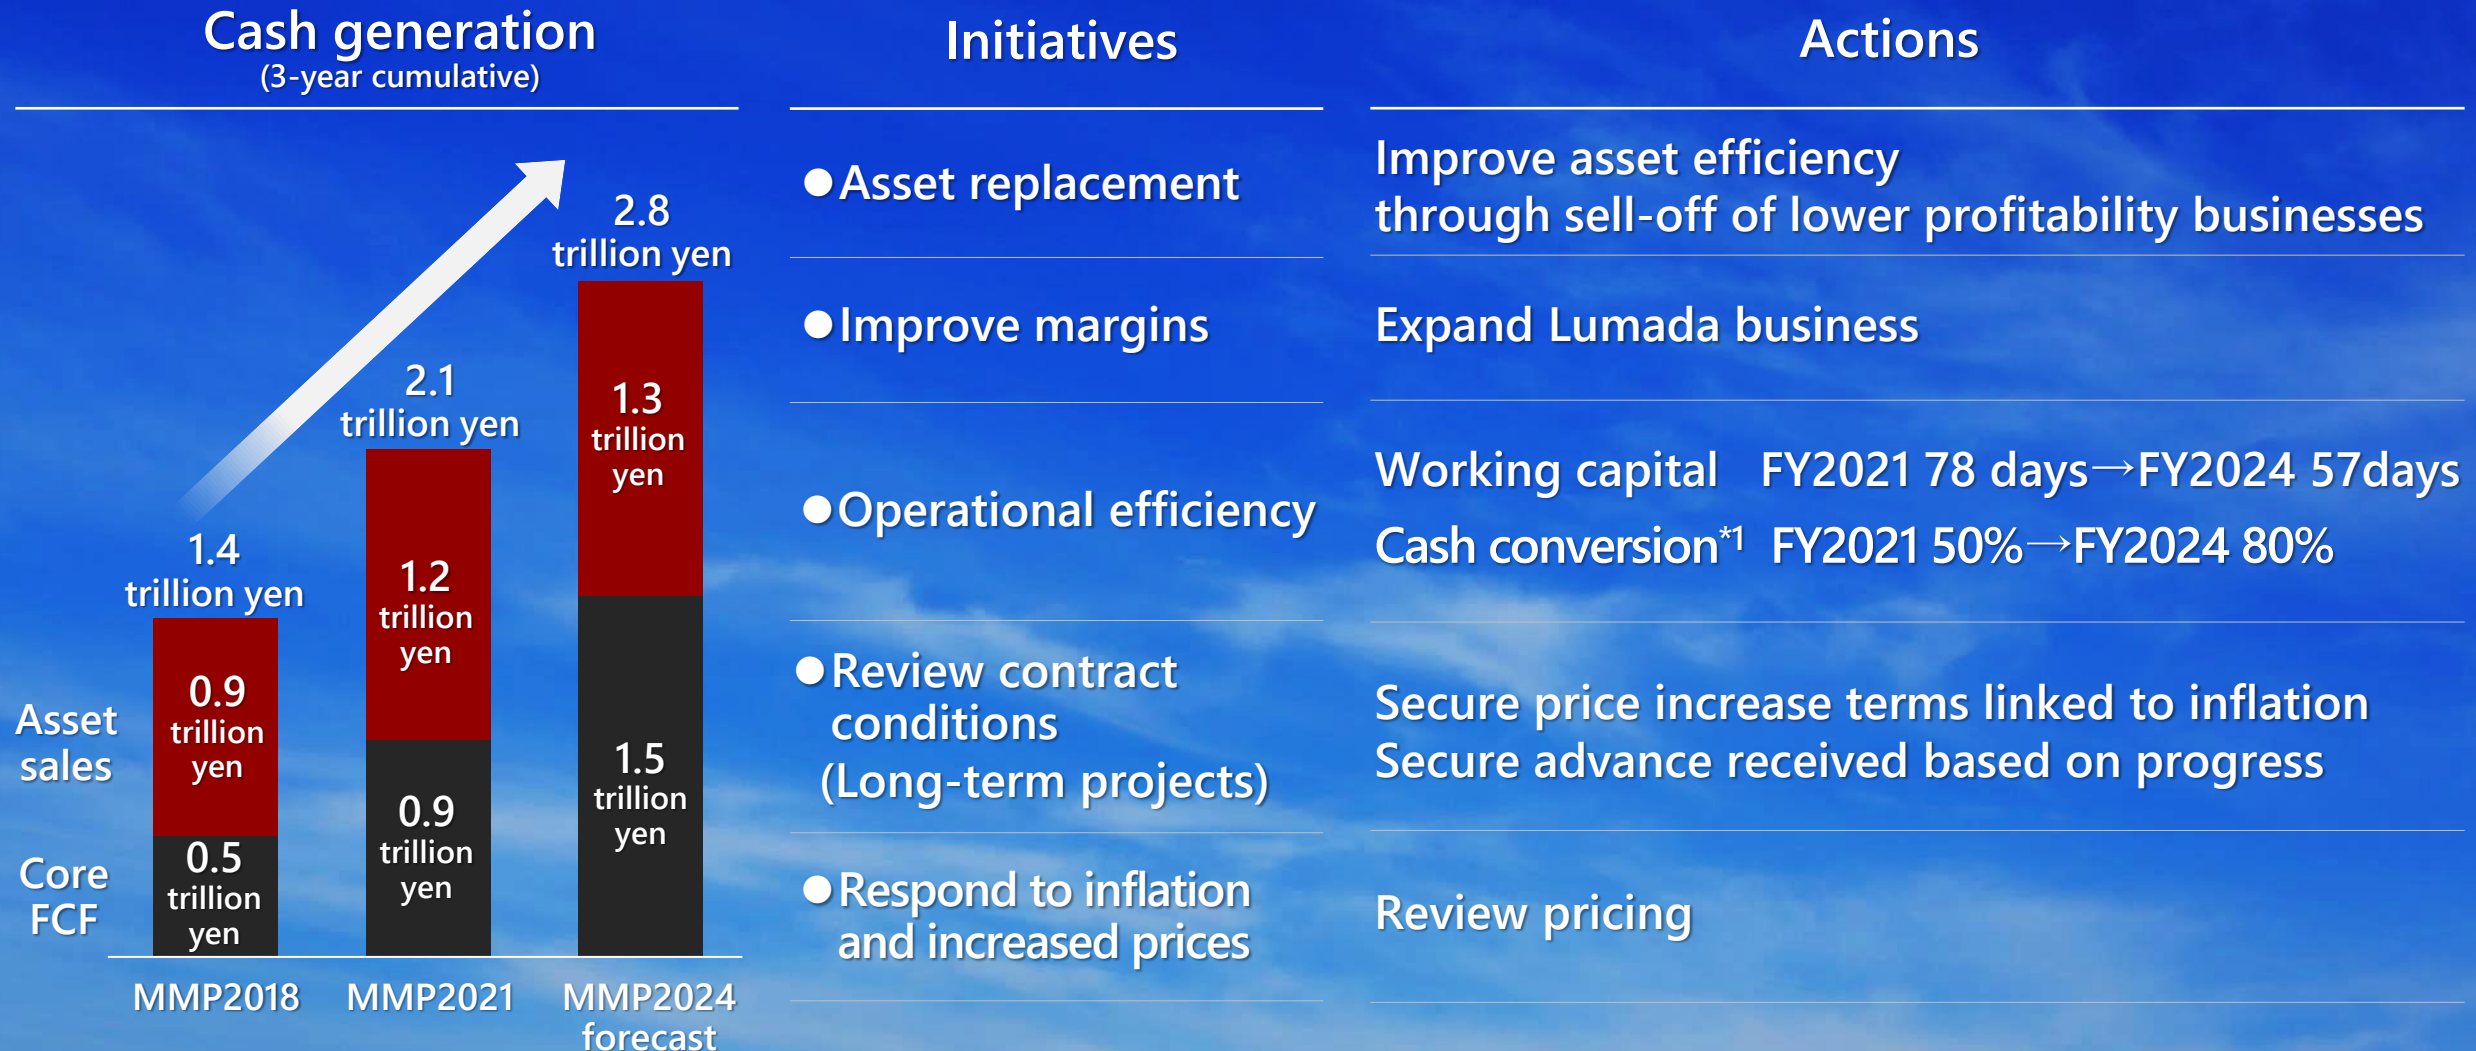 Cash generation
(3-year cumulative)
2.8
trillion yen
2.1
trillion yen
1.4
trillion yen
1.3
trillion
yen
1.2
trillion
yen
0.9
trillion
yen
Asset
sales
1.5
trillion
yen
0.9
trillion
yen
0.5
trillion
yen
Core
FCF
MMP2018
MMP2021
MMP2024
forecast
Initiatives
●Asset replacement
●Improve margins
●Operational efficiency
●Review contract
conditions
(Long-term projects)
●Respond to inflation
and increased prices
Actions
Improve asset efficiency
through sell-off of lower profitability businesses
Expand Lumada business
Working capital FY2021 78 days→FY2024 57days
Cash conversion*1 FY2021 50%→FY2024 80%
Secure price increase terms linked to inflation
Secure advance received based on progress
Review pricing